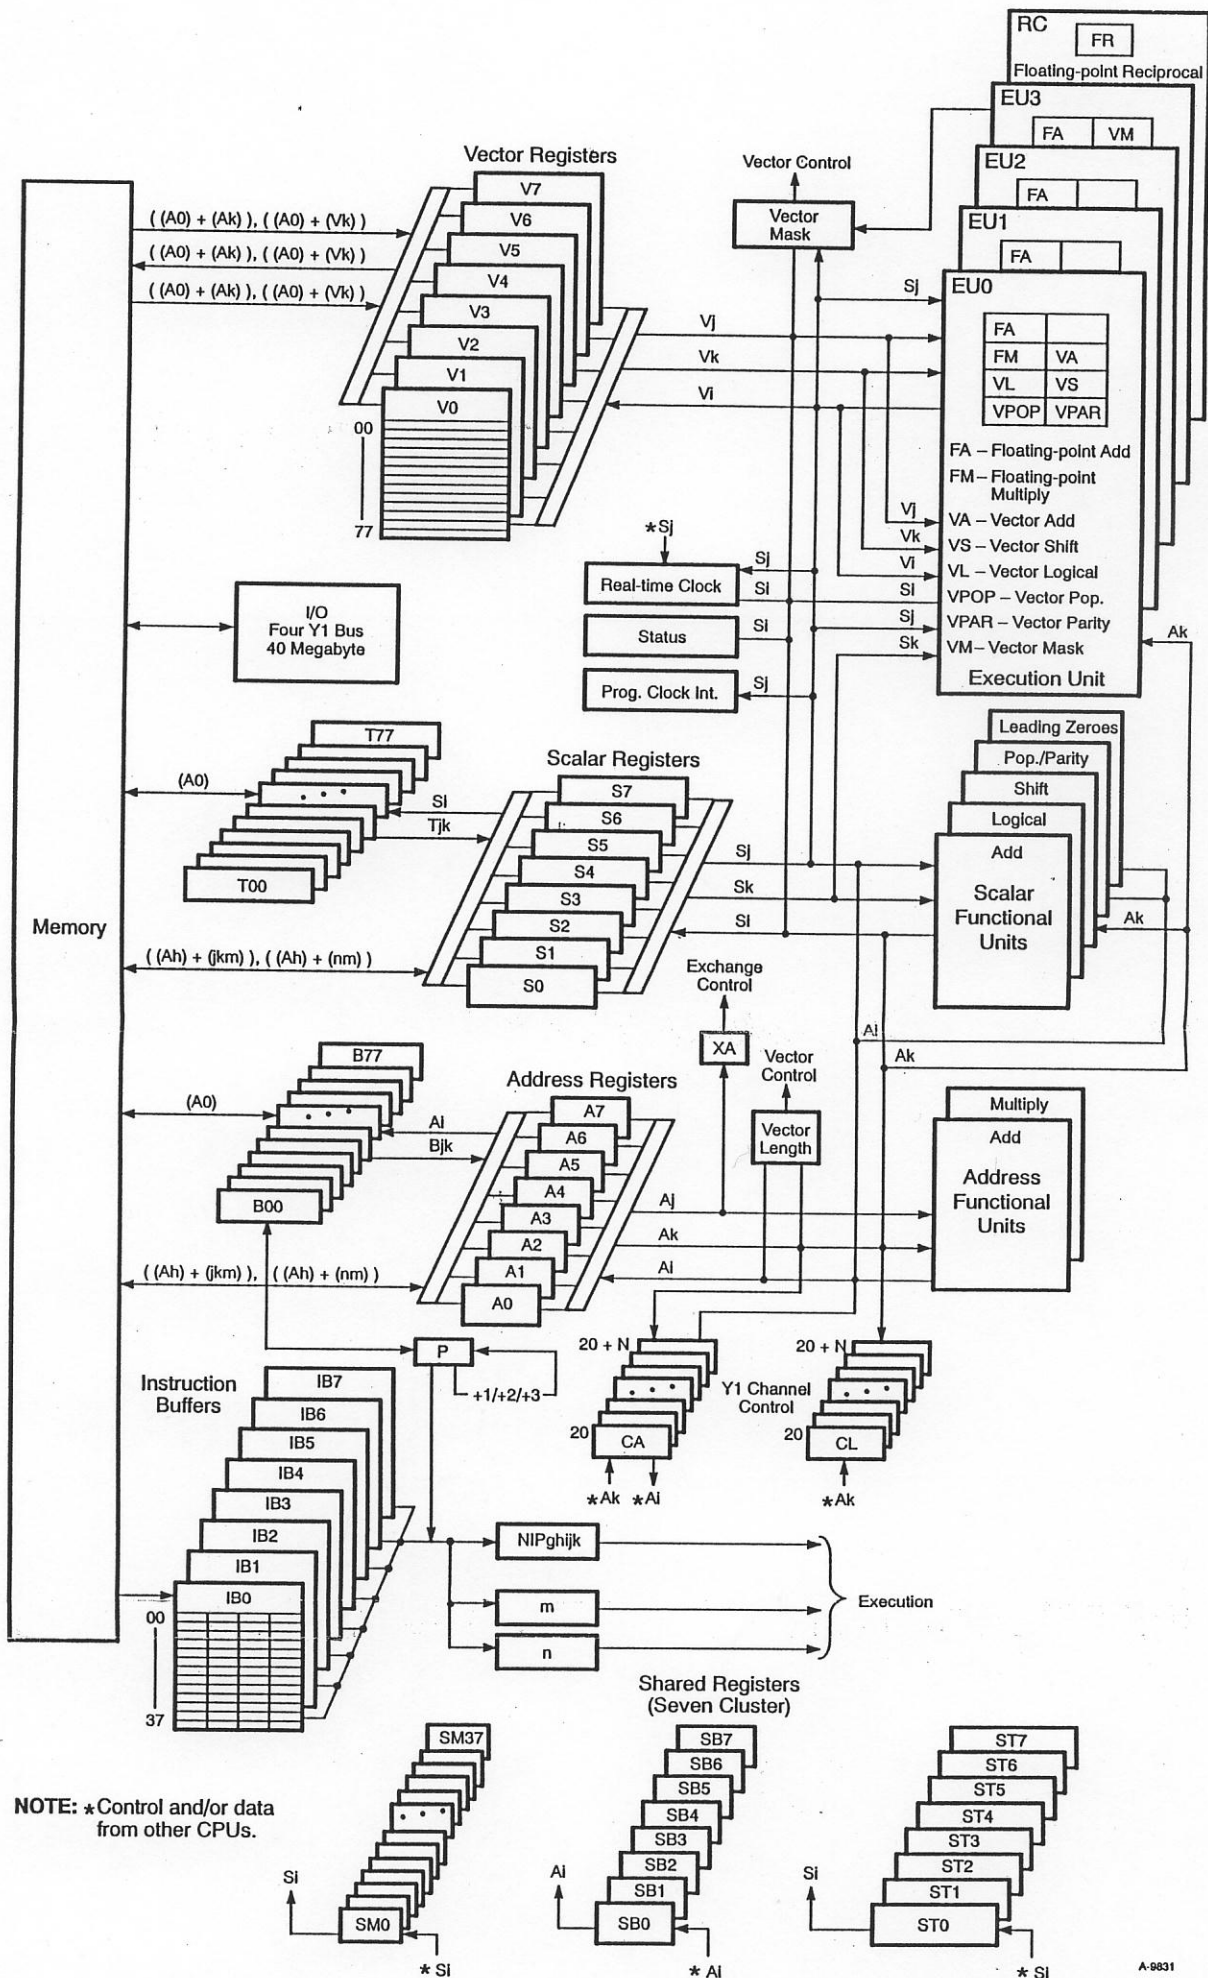 RC
FR
Floating-point Reciprocal
EU3
FA VM
EU2
FA
EU1
FA
EU0
FA
FM VA
VL VS
VPOP VPAR
FA – Floating-point Add
FM – Floating-point
Multiply
VA – Vector Add
VS – Vector Shift
VL – Vector Logical
VPOP – Vector Pop.
VPAR – Vector Parity
VM – Vector Mask
Execution Unit
Vector Registers
V7
V6
V5
V4
V3
V2
V1
V0
00
77
((A0) + (Ak)), ((A0) + (Vk))
((A0) + (Ak)), ((A0) + (Vk))
((A0) + (Ak)), ((A0) + (Vk))
Vector Control
Vector
Mask
Sj
Vj
Vk
Vi
Vj
Vk
Vi
Si
Sj
Sk
Ak
*Sj
Real-time Clock
Sj
Si
Status
Si
Prog. Clock Int.
Sj
I/O
Four Y1 Bus
40 Megabyte
Memory
T77
. . .
T00
(A0)
Si
Tjk
Scalar Registers
S7
S6
S5
S4
S3
S2
S1
S0
((Ah) + (jkm)), ((Ah) + (nm))
Sj
Sk
Si
Leading Zeroes
Pop./Parity
Shift
Logical
Add
Scalar
Functional
Units
Ak
Ai
Ak
Exchange
Control
XA
Vector
Control
Vector
Length
B77
. . .
B00
(A0)
Ai
Bjk
Address Registers
A7
A6
A5
A4
A3
A2
A1
A0
((Ah) + (jkm)), ((Ah) + (nm))
Aj
Ak
Ai
Multiply
Add
Address
Functional
Units
P
+1/+2/+3
20 + N
. . .
20
CA
*Ak
*Ai
Y1 Channel
Control
20 + N
. . .
20
CL
*Ak
Instruction
Buffers
IB7
IB6
IB5
IB4
IB3
IB2
IB1
IB0
00
37
NIPghijk
m
n
Execution
Shared Registers
(Seven Cluster)
SM37
. . .
SM0
Si
*Si
SB7
SB6
SB5
SB4
SB3
SB2
SB1
SB0
Ai
*Ai
ST7
ST6
ST5
ST4
ST3
ST2
ST1
ST0
Si
*Si
NOTE: *Control and/or data
from other CPUs.
A-9831